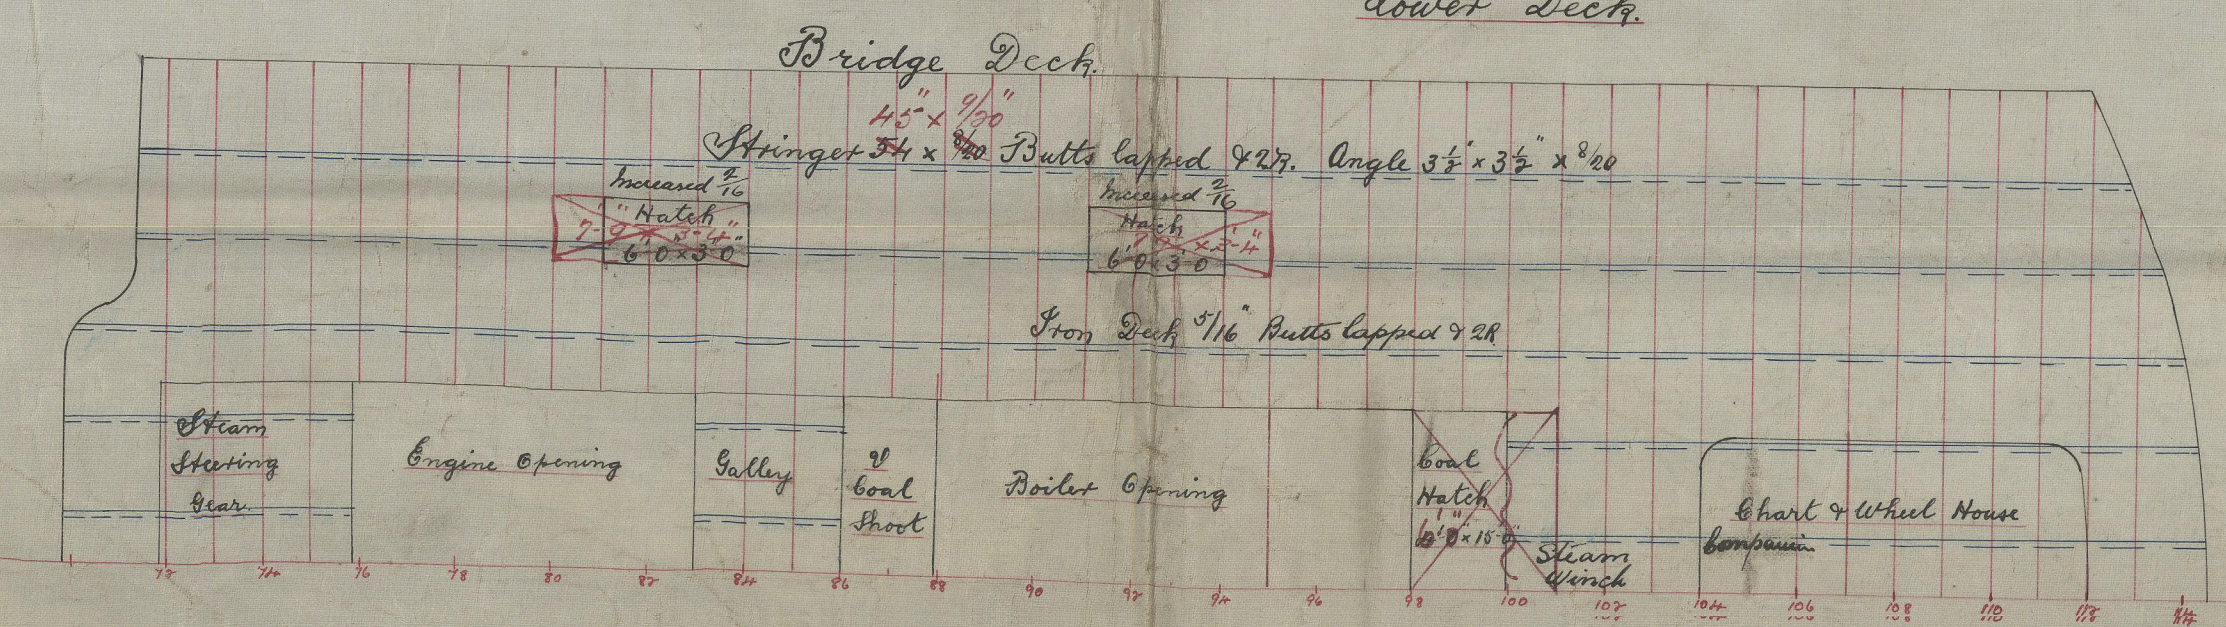 Lower Deck.
Bridge Deck.
45" x 9/20"
Stringer 54 x 8/20 Butts lapped & 2R. Angle 3½" x 3½" x 8/20
Increased 2/16
Hatch
7'-9" x 3'-4"
6'0" x 3'0"
Increased 2/16
Hatch
x 3'-4"
6'0 x 3'0
Iron Deck 5/16" Butts lapped & 2R
Steam
Steering
Gear.
Engine Opening
Galley
&
Coal
Shoot
Boiler Opening
Coal
Hatch
6'0" x 15'0"
Steam
Winch
Chart & Wheel House
Companion
72 74 76 78 80 82 84 86 88 90 92 94 96 98 100 102 104 106 108 110 112 114